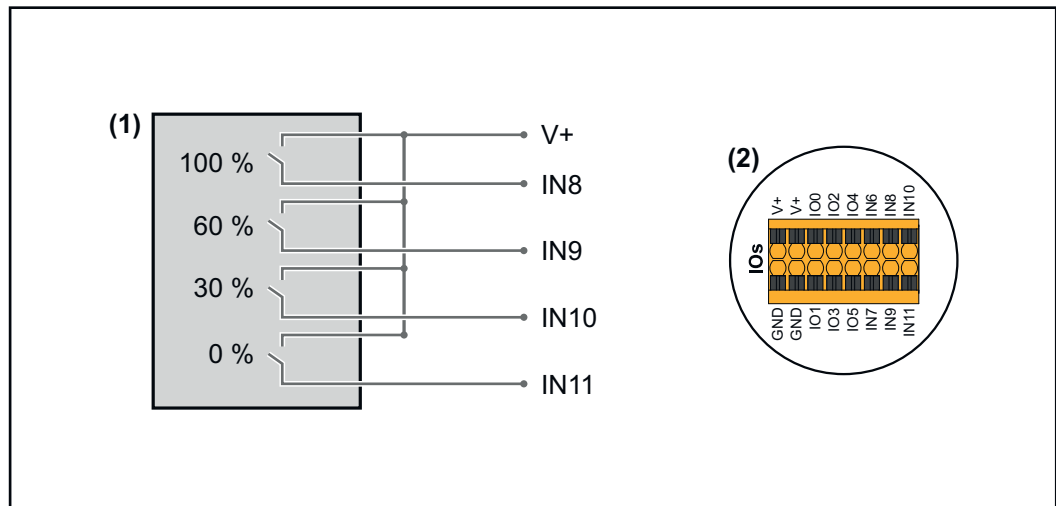 (1)
100 %
60 %
30 %
0 %
V+
IN8
IN9
IN10
IN11
(2)
V+
V+
IO0
IO2
IO4
IN6
IN8
IN10
IOs
GND
GND
IO1
IO3
IO5
IN7
IN9
IN11